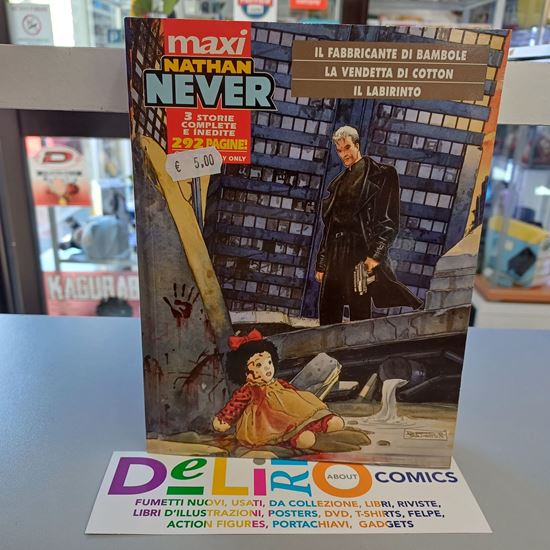 maxi
NATHAN
NEVER
3 STORIE
COMPLETE
E INEDITE
292 PAGINE!
Y ONLY
€ 5,00
IL FABBRICANTE DI BAMBOLE
LA VENDETTA DI COTTON
IL LABIRINTO
KAGURAB
DeLiRiO ABOUT COMICS
FUMETTI NUOVI, USATI, DA COLLEZIONE, LIBRI, RIVISTE,
LIBRI D'ILLUSTRAZIONI, POSTERS, DVD, T-SHIRTS, FELPE,
ACTION FIGURES, PORTACHIAVI, GADGETS